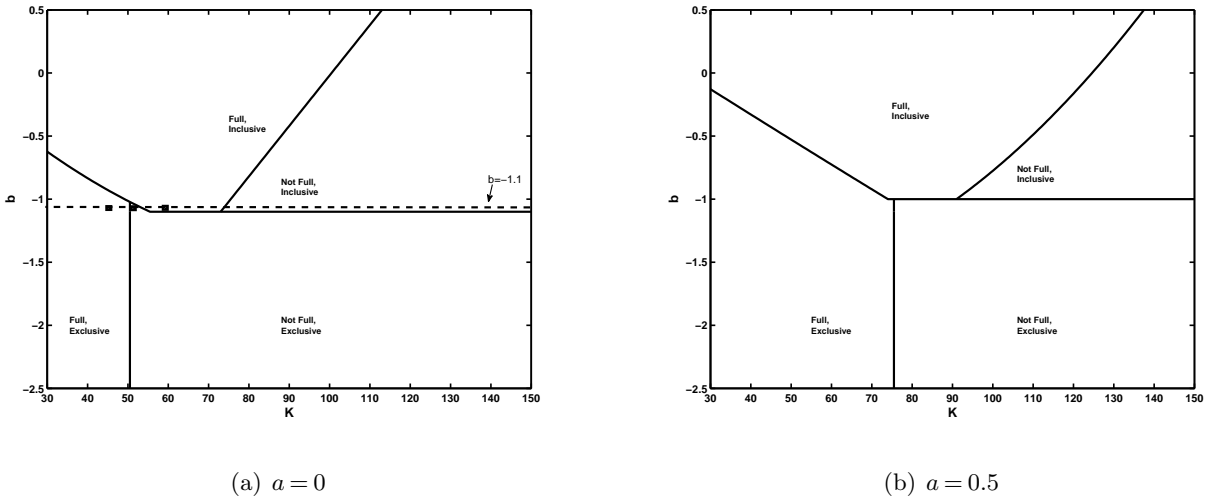 0.5
0
−0.5
−1
−1.5
−2
−2.5
b
30 40 50 60 70 80 90 100 110 120 130 140 150
K
Full,
Inclusive
Not Full,
Inclusive
b=−1.1
Full,
Exclusive
Not Full,
Exclusive
(a) a = 0
0.5
0
−0.5
−1
−1.5
−2
−2.5
b
30 40 50 60 70 80 90 100 110 120 130 140 150
K
Full,
Inclusive
Not Full,
Inclusive
Full,
Exclusive
Not Full,
Exclusive
(b) a = 0.5